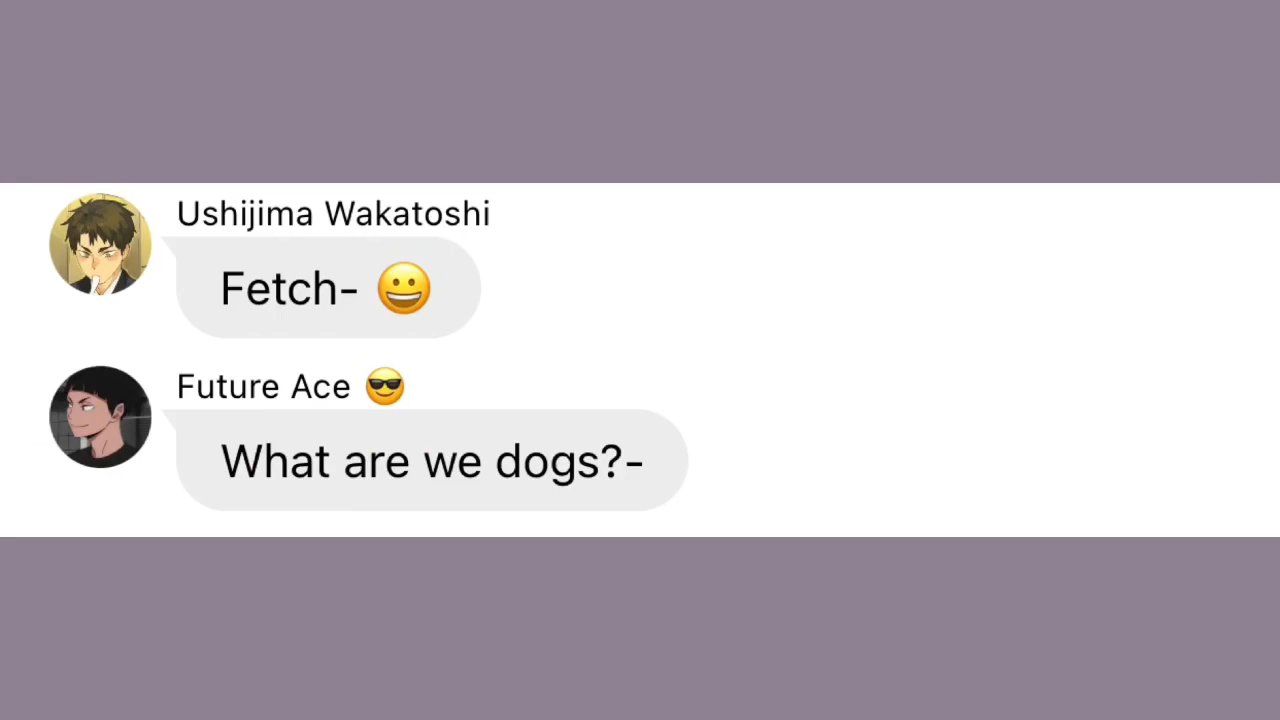 Ushijima Wakatoshi
Fetch- 😀
Future Ace 😎
What are we dogs?-